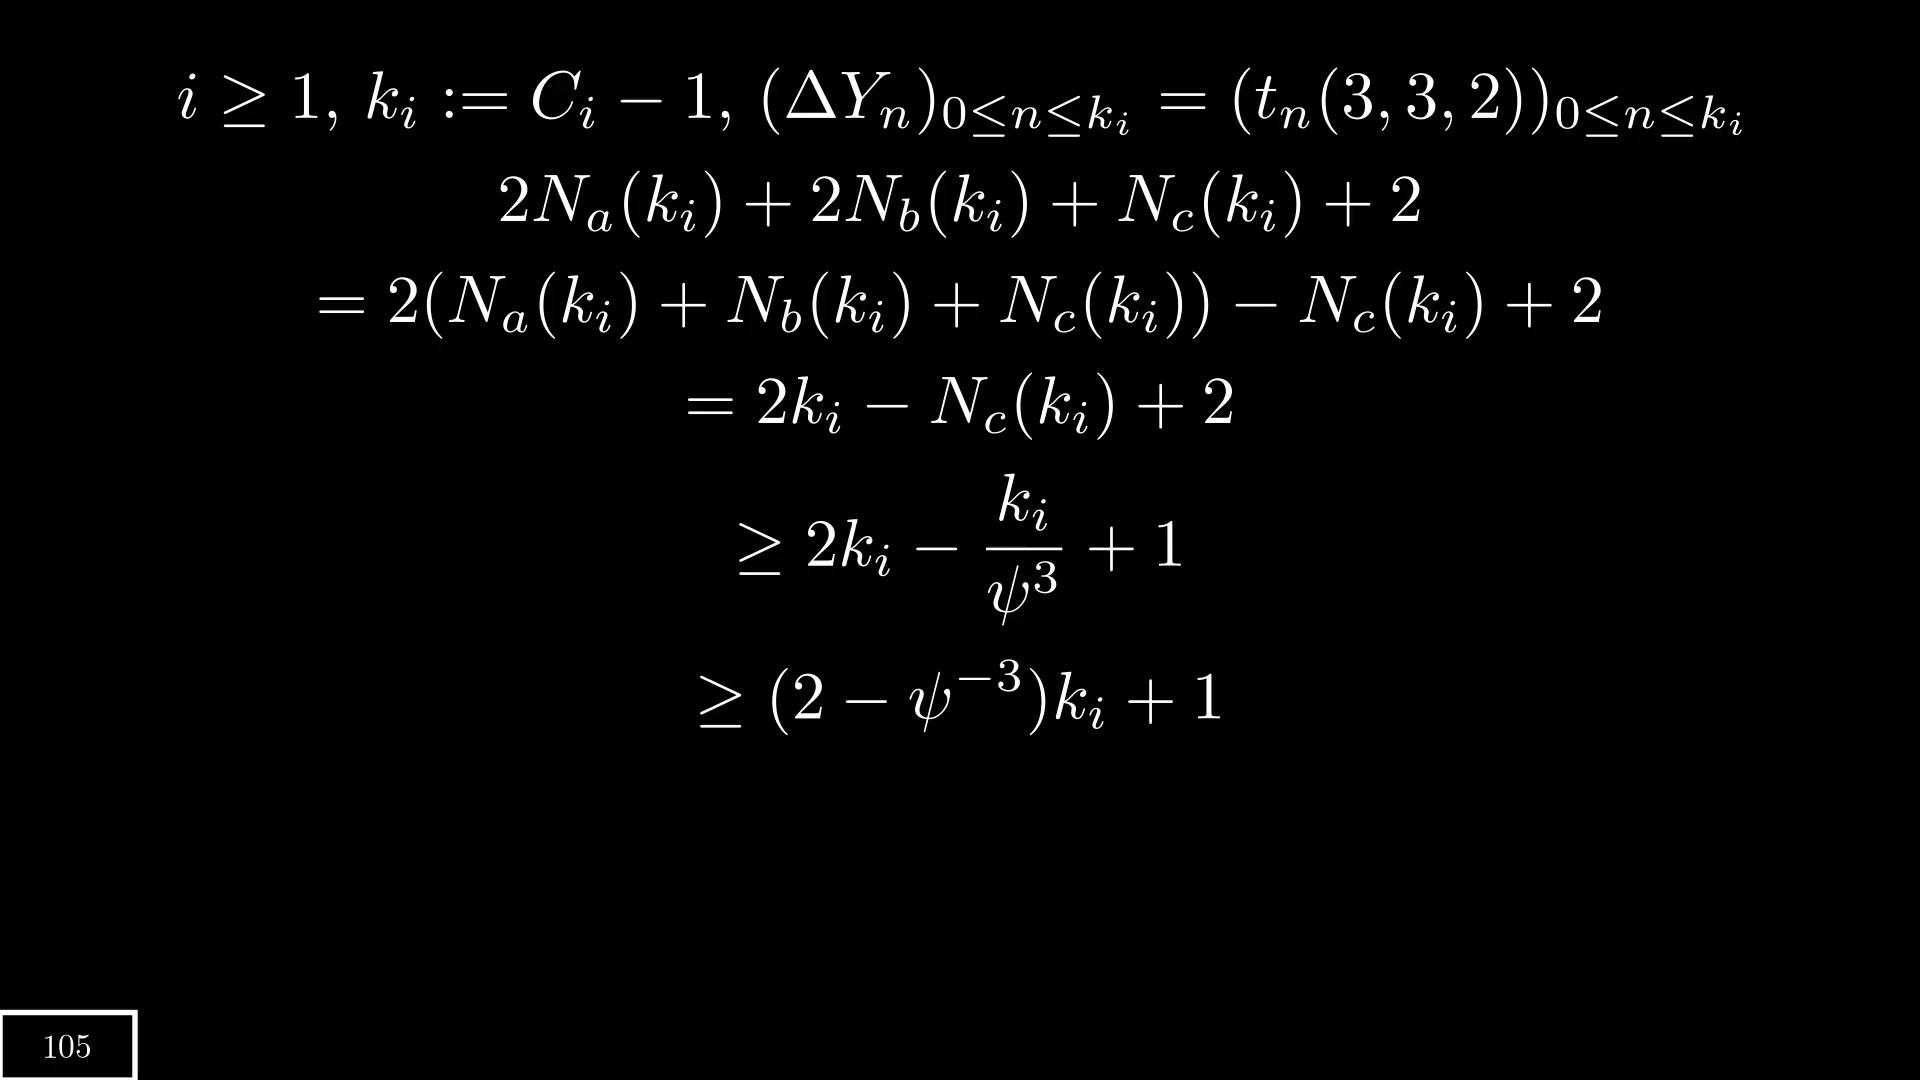 i ≥ 1, k_i := C_i − 1, (ΔY_n)_{0≤n≤k_i} = (t_n(3, 3, 2))_{0≤n≤k_i}
2N_a(k_i) + 2N_b(k_i) + N_c(k_i) + 2
= 2(N_a(k_i) + N_b(k_i) + N_c(k_i)) − N_c(k_i) + 2
= 2k_i − N_c(k_i) + 2
≥ 2k_i − \frac{k_i}{ψ^3} + 1
≥ (2 − ψ^{−3})k_i + 1
105